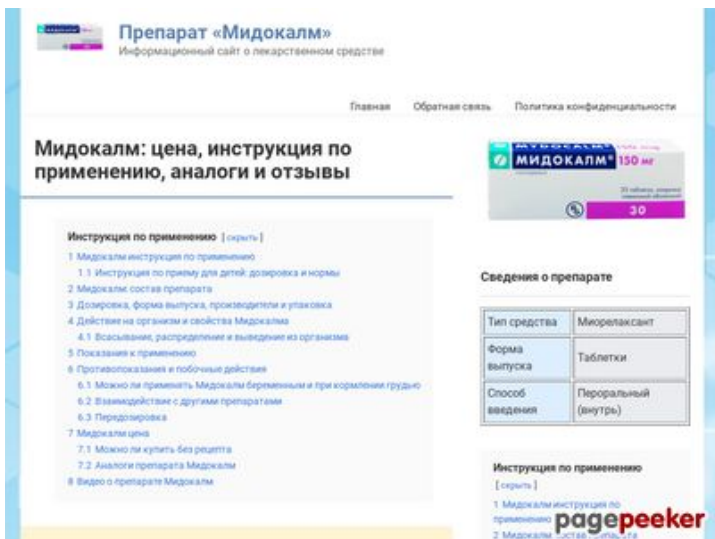 Препарат «Мидокалм»
Информационный сайт о лекарственном средстве
Главная Обратная связь Политика конфиденциальности
Мидокалм: цена, инструкция по
применению, аналоги и отзывы
Инструкция по применению [ скрыть ]
1 Мидокалм инструкция по применению
1.1 Инструкция по приему для детей: дозировка и нормы
2 Мидокалм: состав препарата
3 Дозировка, форма выпуска, производители и упаковка
4 Действие на организм и свойства Мидокалма
4.1 Всасывание, распределение и выведение из организма
5 Показания к применению
6 Противопоказания и побочные действия
6.1 Можно ли применять Мидокалм беременным и при кормлении грудью
6.2 Взаимодействие с другими препаратами
6.3 Передозировка
7 Мидокалм цена
7.1 Можно ли купить без рецепта
7.2 Аналоги препарата Мидокалм
8 Видео о препарате Мидокалм
МИДОКАЛМ® 150 мг
30
Сведения о препарате
Тип средства Миорелаксант
Форма
выпуска
Таблетки
Способ
введения
Пероральный
(внутрь)
Инструкция по применению
[ скрыть ]
1 Мидокалм инструкция по
применению
2 Мидокалм: состав препарата
pagepeeker